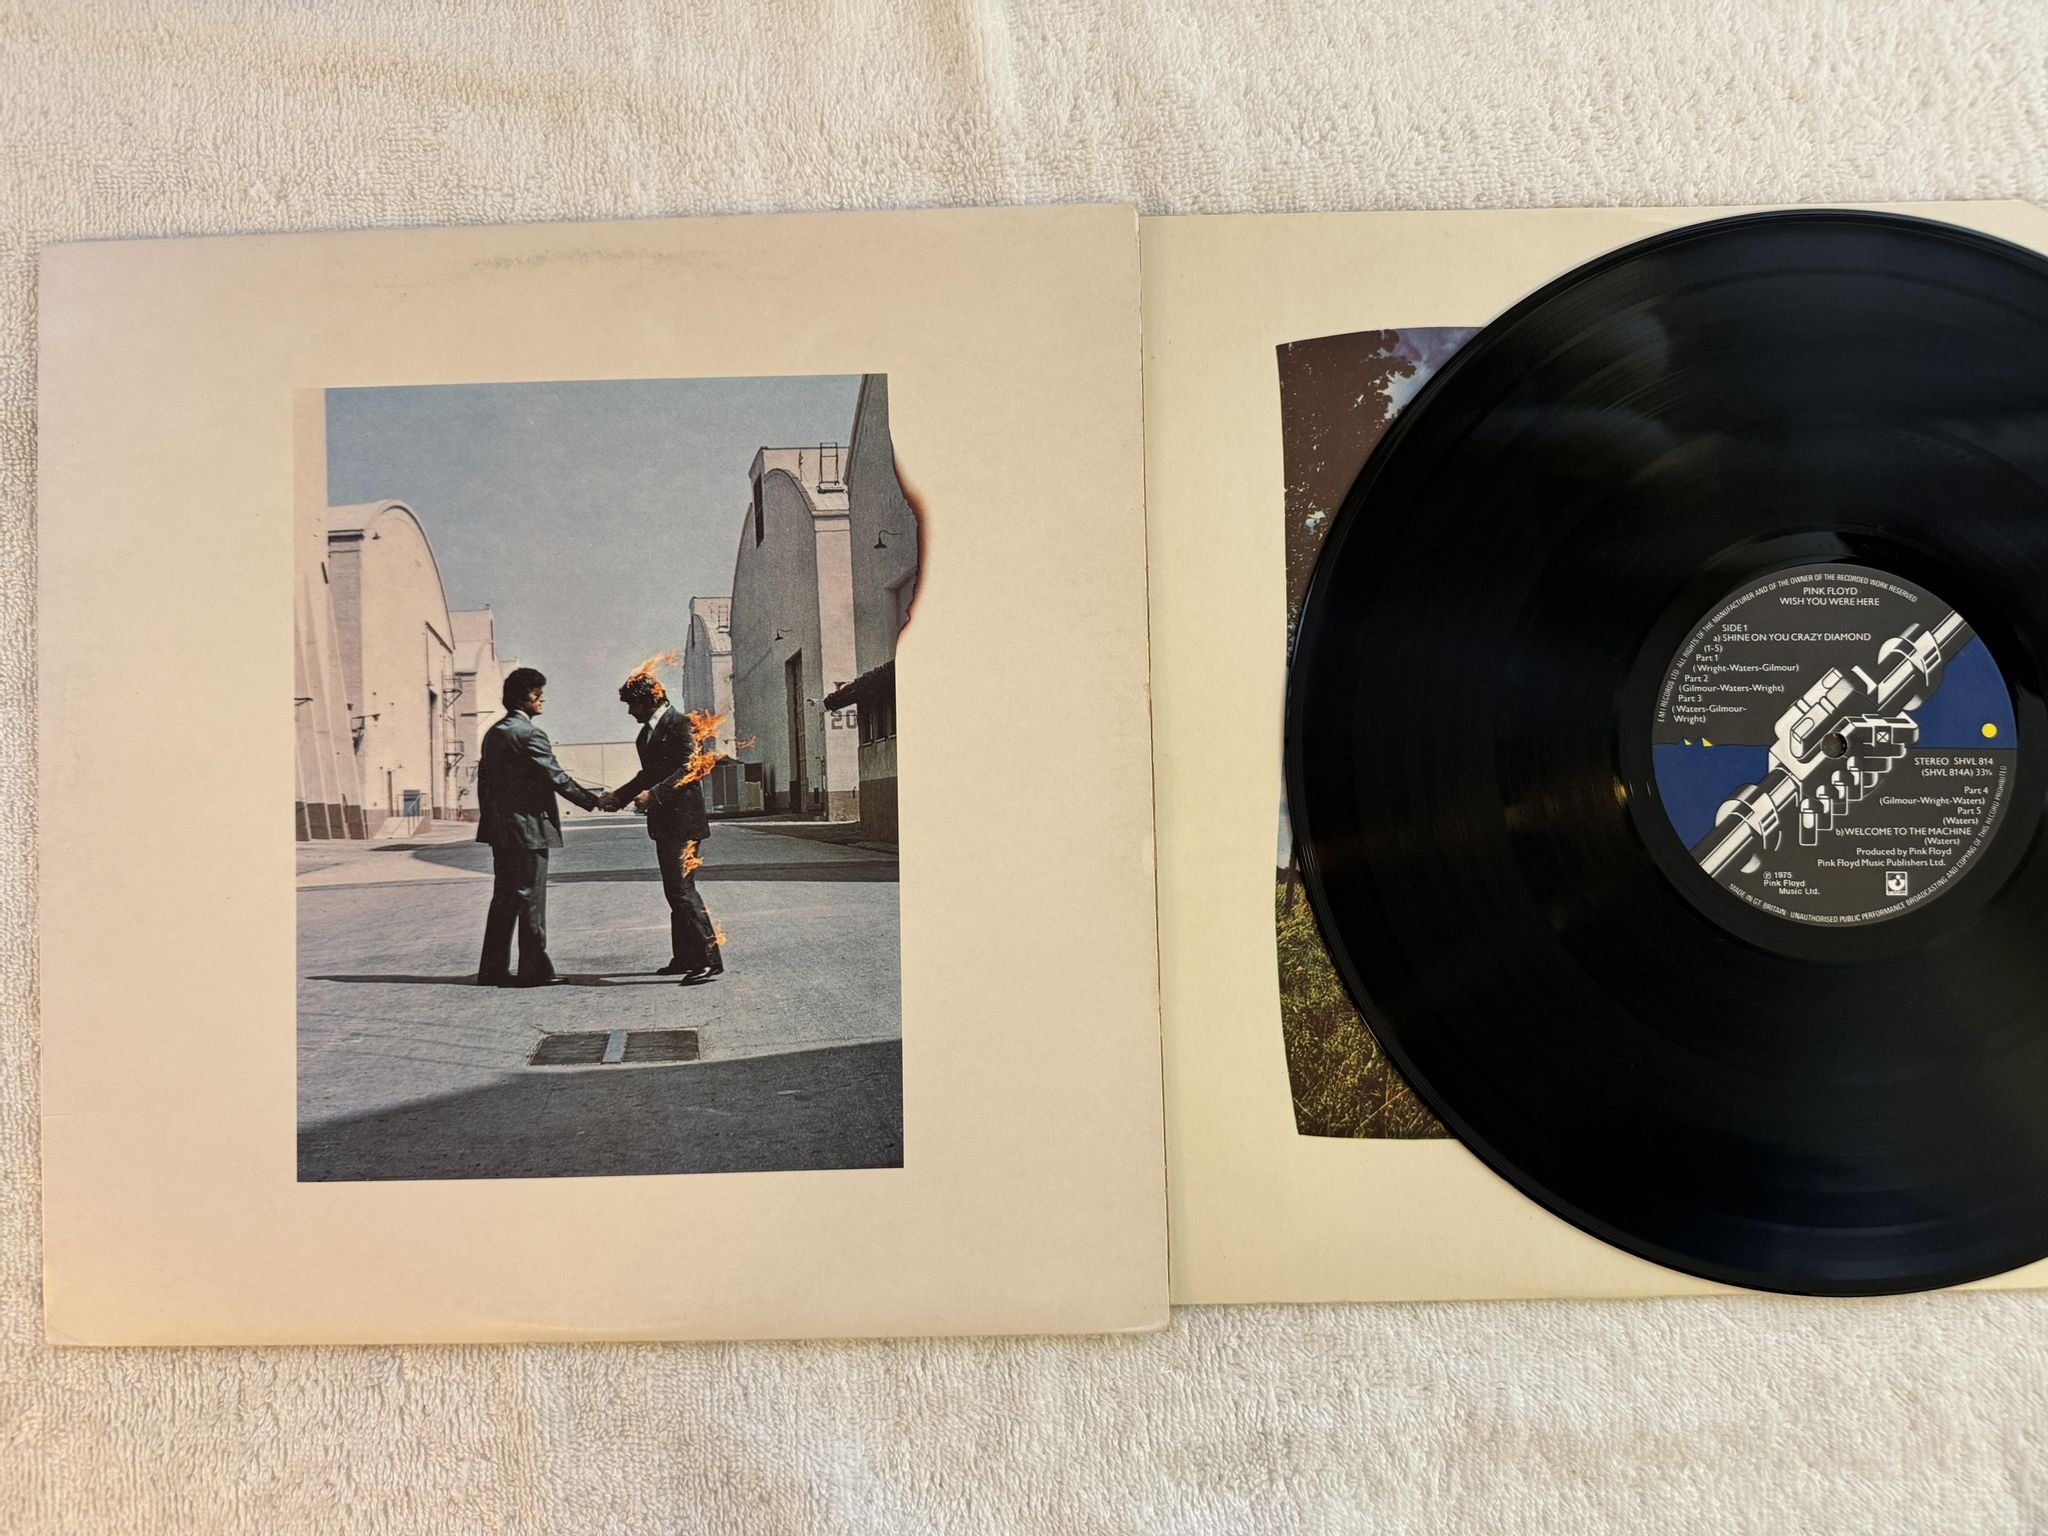 20
E M I RECORDS LTD ALL RIGHTS OF THE MANUFACTURER AND OF THE OWNER OF THE RECORDED WORK RESERVED
PINK FLOYD
WISH YOU WERE HERE
SIDE 1
a) SHINE ON YOU CRAZY DIAMOND
(1-5)
Part 1
(Wright-Waters-Gilmour)
Part 2
(Gilmour-Waters-Wright)
Part 3
(Waters-Gilmour-
Wright)
STEREO SHVL 814
(SHVL 814A) 33⅓
Part 4
(Gilmour-Wright-Waters)
Part 5
(Waters)
b) WELCOME TO THE MACHINE
(Waters)
Produced by Pink Floyd
Pink Floyd Music Publishers Ltd.
℗ 1975
Pink Floyd
Music Ltd.
MADE IN GT. BRITAIN · UNAUTHORISED PUBLIC PERFORMANCE BROADCASTING AND COPYING OF THIS RECORD PROHIBITED